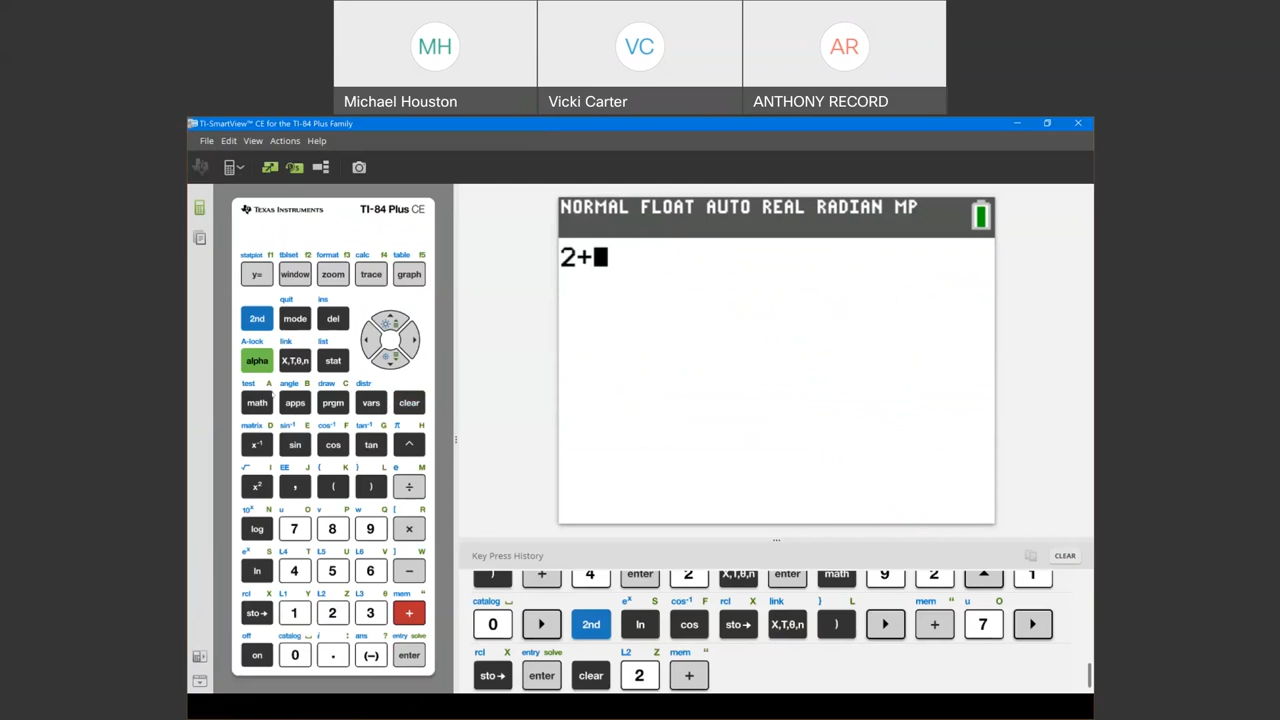 MH
VC
AR
Michael Houston
Vicki Carter
ANTHONY RECORD
TI-SmartView™ CE for the TI-84 Plus Family
File Edit View Actions Help
TEXAS INSTRUMENTS TI-84 Plus CE
statplot f1 tblset f2 format f3 calc f4 table f5
y= window zoom trace graph
quit ins
2nd mode del
A-lock link list
alpha X,T,θ,n stat
test A angle B draw C distr
math apps prgm vars clear
matrix D sin⁻¹ E cos⁻¹ F tan⁻¹ G π H
x⁻¹ sin cos tan ^
√ I EE J { K } L e M
x² , ( ) ÷
10ˣ N u O v P w Q [ R
log 7 8 9 ×
eˣ S L4 T L5 U L6 V ] W
ln 4 5 6 −
rcl X L1 Y L2 Z L3 θ mem "
sto→ 1 2 3 +
off catalog ⎵ i : ans ? entry solve
on 0 . (−) enter
NORMAL FLOAT AUTO REAL RADIAN MP
2+
Key Press History
CLEAR
) + 4 enter 2 X,T,θ,n enter math 9 2 1
catalog ⎵ eˣ S cos⁻¹ F rcl X link } L mem " u O
0 2nd ln cos sto→ X,T,θ,n ) + 7
rcl X entry solve L2 Z mem "
sto→ enter clear 2 +